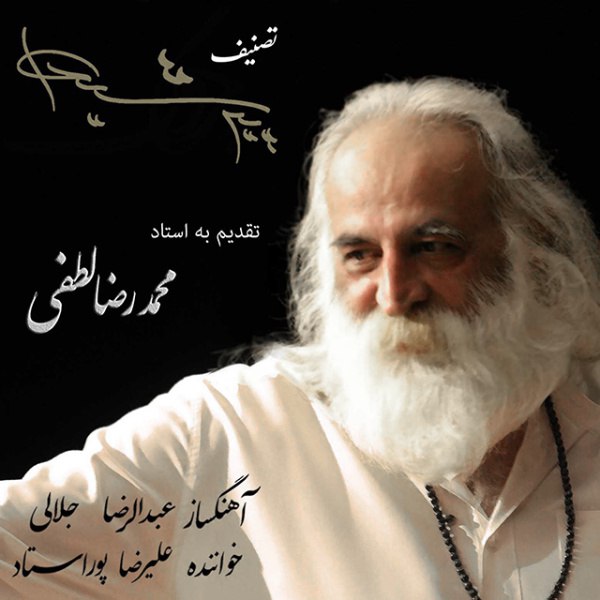 تصنیف
تقدیم به استاد
محمدرضا لطفی
آهنگساز عبدالرضا جلالی
خواننده علیرضا پوراستاد